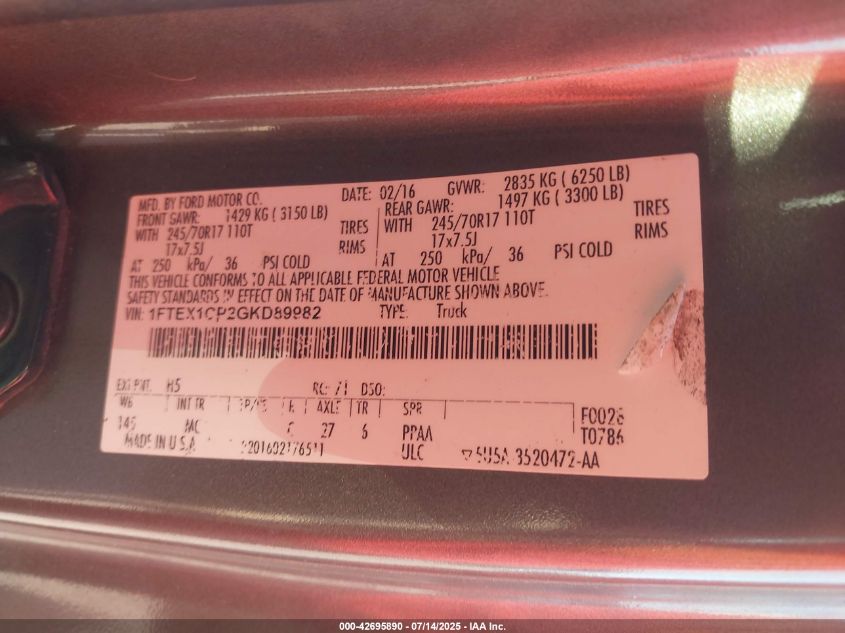 MFD. BY FORD MOTOR CO. DATE: 02/16 GVWR: 2835 KG ( 6250 LB)
FRONT GAWR: 1429 KG ( 3150 LB) REAR GAWR: 1497 KG ( 3300 LB)
WITH 245/70R17 110T TIRES WITH 245/70R17 110T TIRES
17x7.5J RIMS 17x7.5J RIMS
AT 250 kPa/ 36 PSI COLD AT 250 kPa/ 36 PSI COLD
THIS VEHICLE CONFORMS TO ALL APPLICABLE FEDERAL MOTOR VEHICLE
SAFETY STANDARDS IN EFFECT ON THE DATE OF MANUFACTURE SHOWN ABOVE.
VIN: 1FTEX1CP2GKD89982 TYPE: Truck
EXT PNT: H5 RC: 71 DSO:
WB INT TR R AXLE TR SPR
145 MC 27 6 PPAA
F0028
T0786
MADE IN U.S.A. ULC 5U5A-3520472-AA
000-42695890 - 07/14/2025 - IAA Inc.